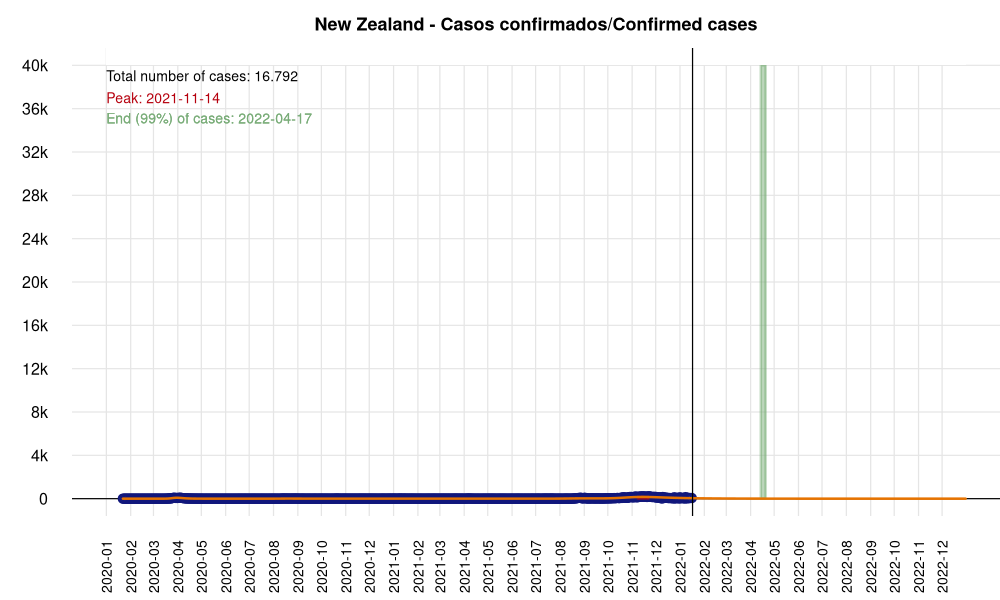 New Zealand - Casos confirmados/Confirmed cases
40k
Total number of cases: 16.792
Peak: 2021-11-14
36k
End (99%) of cases: 2022-04-17
32k
28k
24k
20k
16k
12k
8k
4k
0
2020-01
2020-02
2020-03
2020-04
2020-05
2020-06
2020-07
2020-08
2020-09
2020-10
2020-11
2020-12
2021-01
2021-02
2021-03
2021-04
2021-05
2021-06
2021-07
2021-08
2021-09
2021-10
2021-11
2021-12
2022-01
2022-02
2022-03
2022-04
2022-05
2022-06
2022-07
2022-08
2022-09
2022-10
2022-11
2022-12